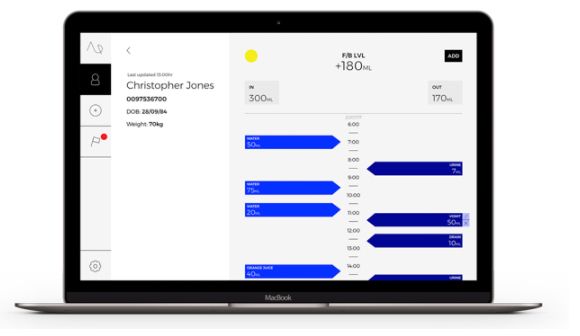 Last updated 13:00hr
Christopher Jones
0097536700
DOB: 28/09/84
Weight: 70kg
F/B LVL
+180ML
ADD
IN
300ML
OUT
170ML
6:00
WATER
50ML
7:00
8:00
URINE
7ML
9:00
WATER
75ML
10:00
WATER
20ML
11:00
VOMIT
50ML
12:00
DRAIN
10ML
13:00
14:00
ORANGE JUICE
40ML
URINE
MacBook